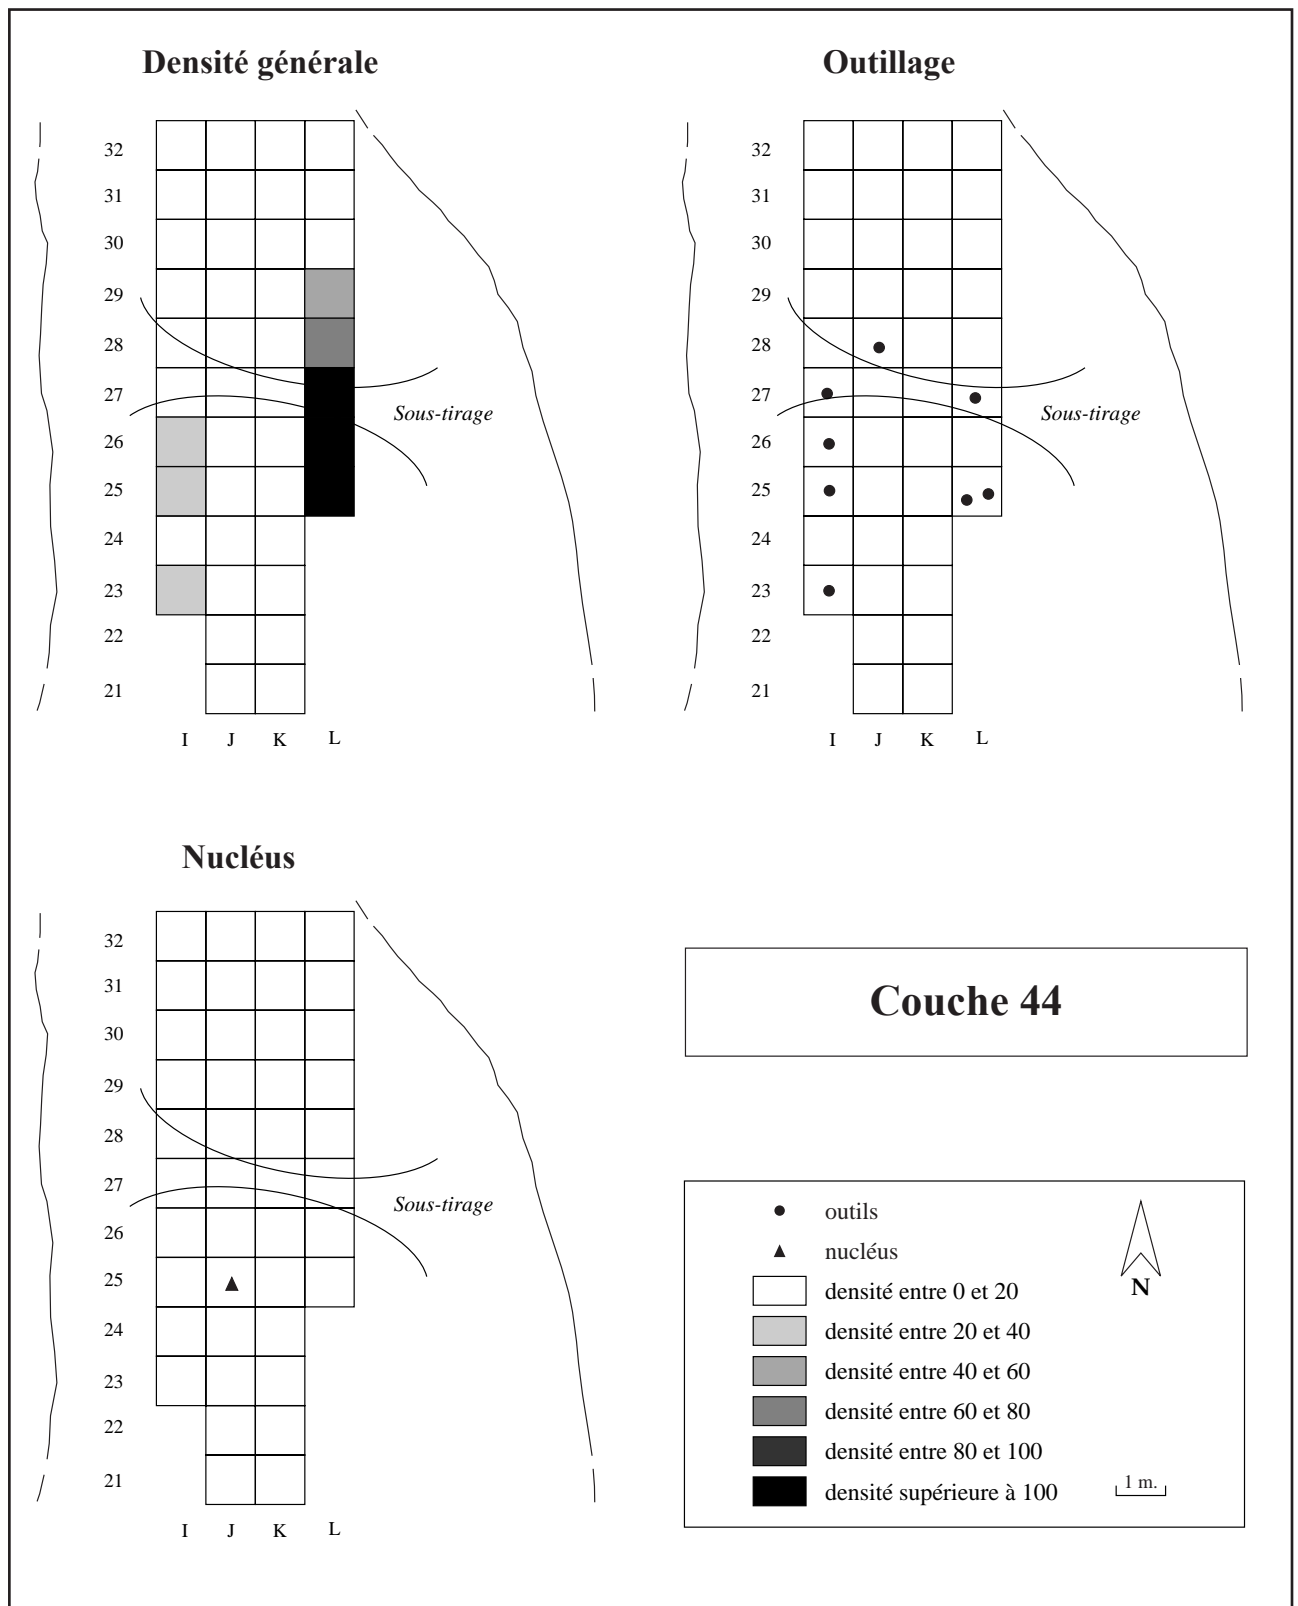 Densité générale
32
31
30
29
28
27
26
25
24
23
22
21
Sous-tirage
I J K L
Outillage
32
31
30
29
28
27
26
25
24
23
22
21
Sous-tirage
I J K L
Nucléus
32
31
30
29
28
27
26
25
24
23
22
21
Sous-tirage
I J K L
Couche 44
outils
nucléus
densité entre 0 et 20
densité entre 20 et 40
densité entre 40 et 60
densité entre 60 et 80
densité entre 80 et 100
densité supérieure à 100
N
1 m.